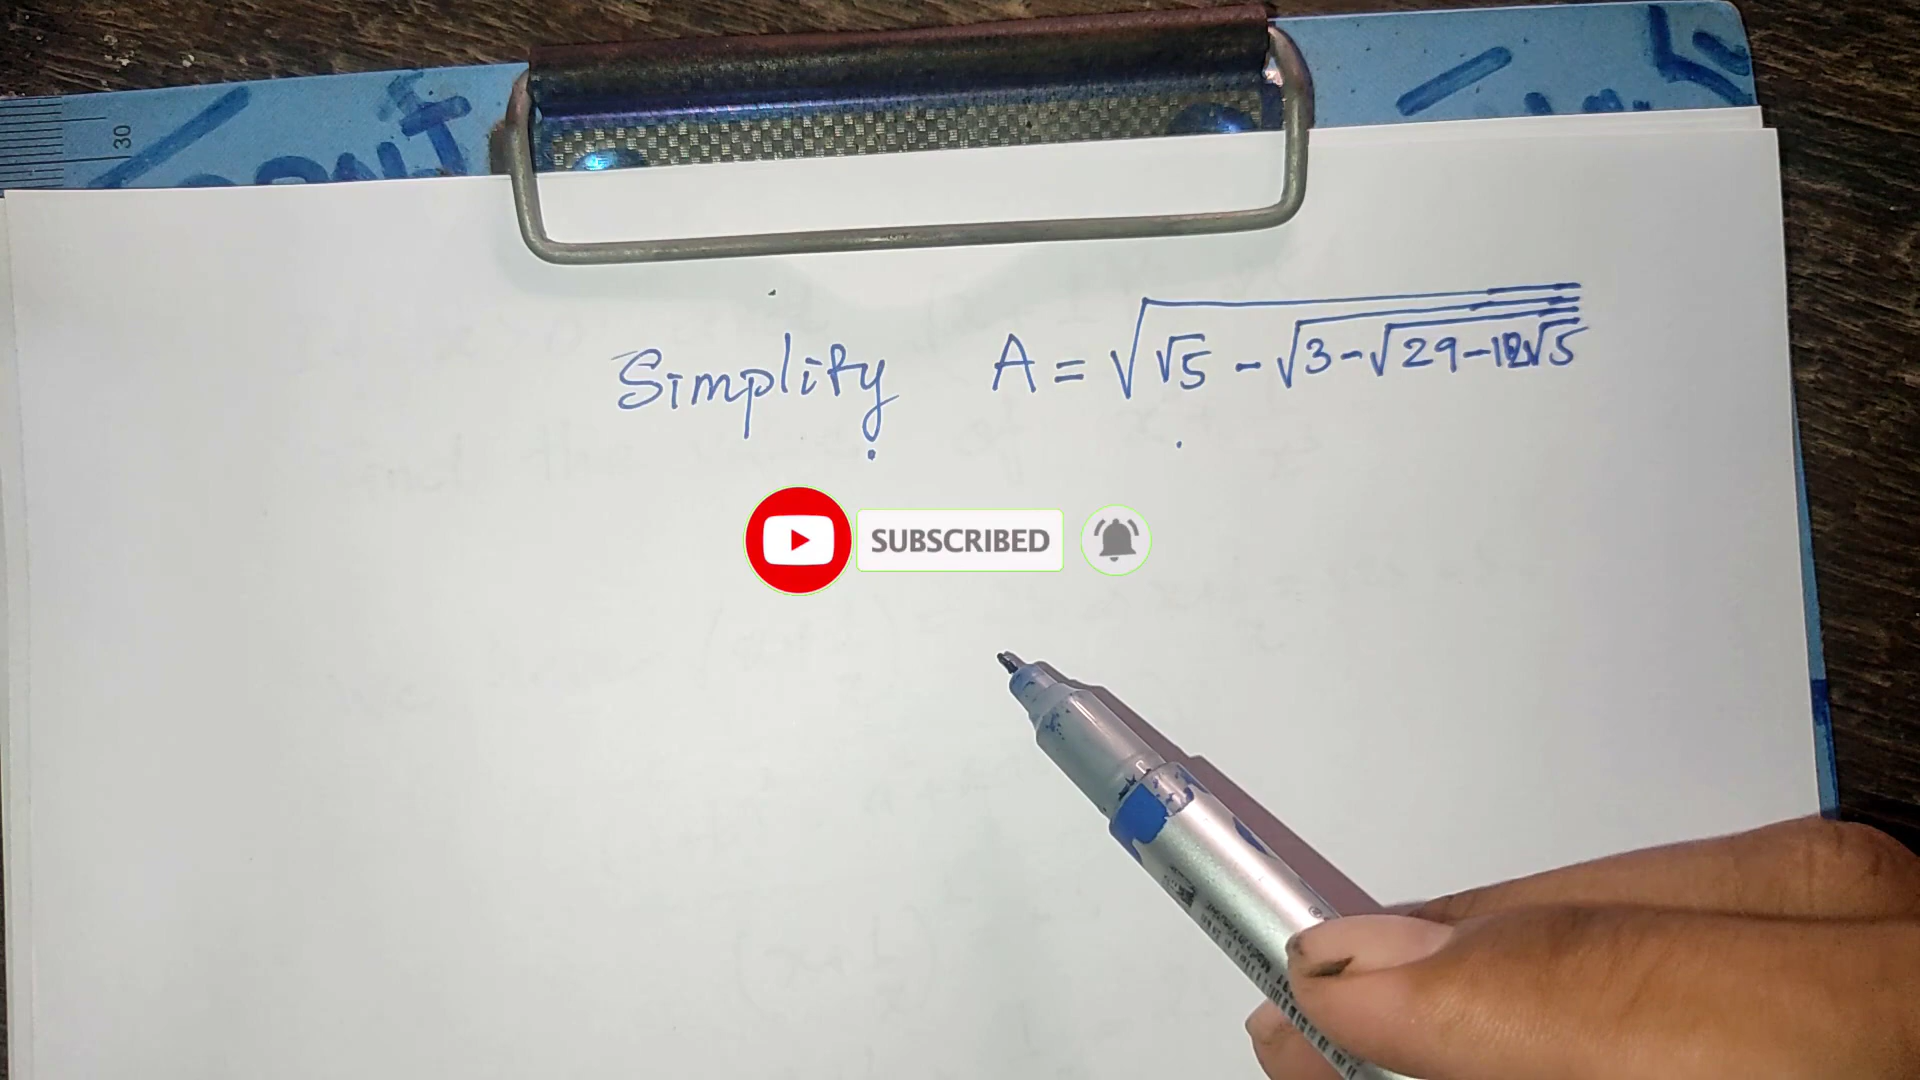 30
Simplify A = √(√5 - √(3 - √(29 - 12√5)))
SUBSCRIBED